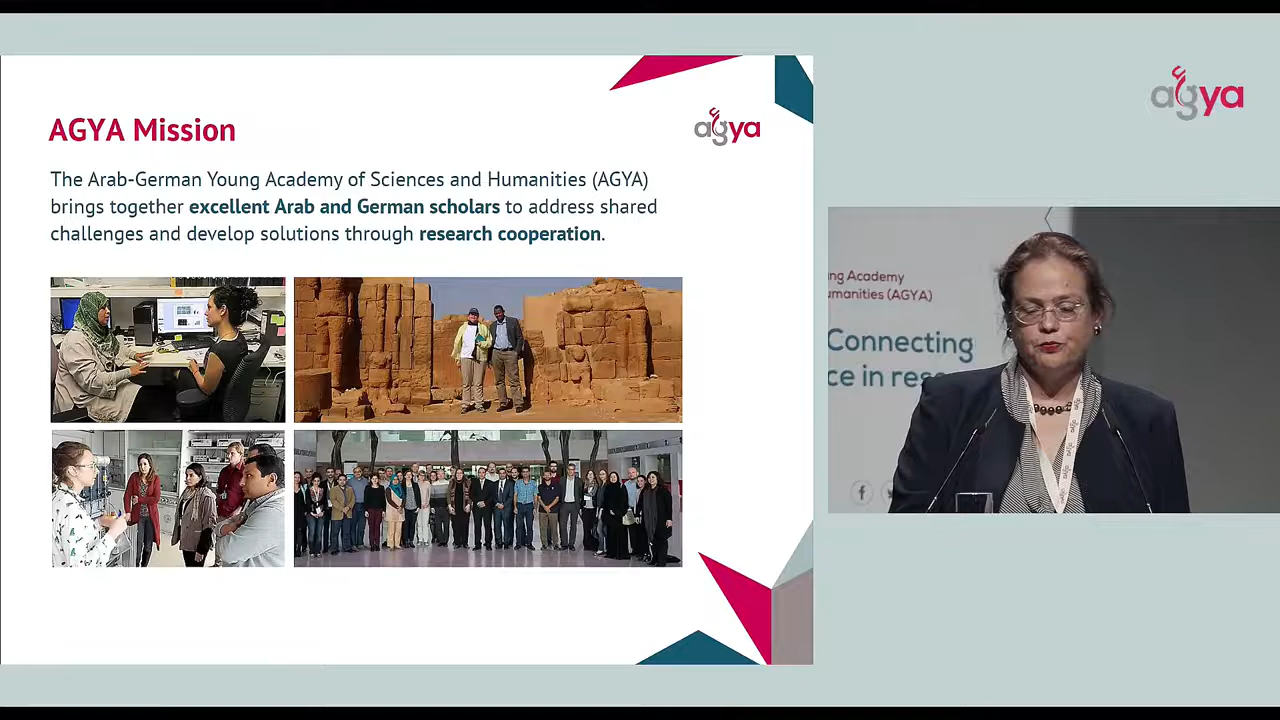 AGYA Mission
agya
The Arab-German Young Academy of Sciences and Humanities (AGYA)
brings together excellent Arab and German scholars to address shared
challenges and develop solutions through research cooperation.
agya
ng Academy
umanities (AGYA)
Connecting
ce in res